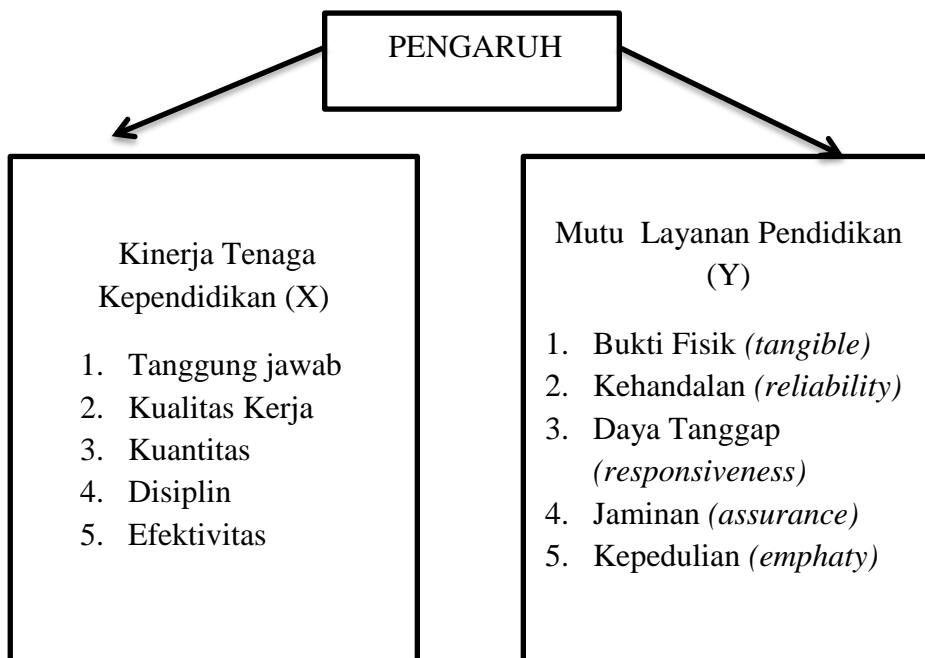 PENGARUH
Kinerja Tenaga
Kependidikan (X)
1. Tanggung jawab
2. Kualitas Kerja
3. Kuantitas
4. Disiplin
5. Efektivitas
Mutu Layanan Pendidikan
(Y)
1. Bukti Fisik (tangible)
2. Kehandalan (reliability)
3. Daya Tanggap
(responsiveness)
4. Jaminan (assurance)
5. Kepedulian (emphaty)